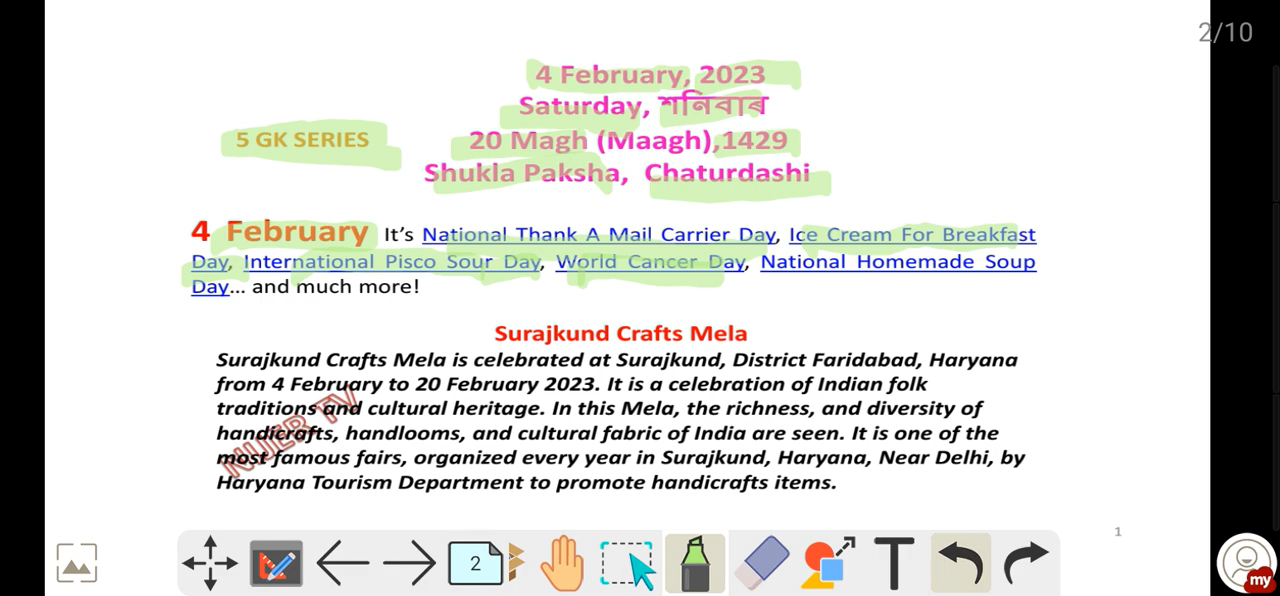 2/10
4 February, 2023
Saturday, শনিবাৰ
5 GK SERIES
20 Magh (Maagh),1429
Shukla Paksha, Chaturdashi
4 February It’s National Thank A Mail Carrier Day, Ice Cream For Breakfast
Day, International Pisco Sour Day, World Cancer Day, National Homemade Soup
Day... and much more!
Surajkund Crafts Mela
Surajkund Crafts Mela is celebrated at Surajkund, District Faridabad, Haryana
from 4 February to 20 February 2023. It is a celebration of Indian folk
traditions and cultural heritage. In this Mela, the richness, and diversity of
handicrafts, handlooms, and cultural fabric of India are seen. It is one of the
most famous fairs, organized every year in Surajkund, Haryana, Near Delhi, by
Haryana Tourism Department to promote handicrafts items.
NIJER TV
1
2
T
my